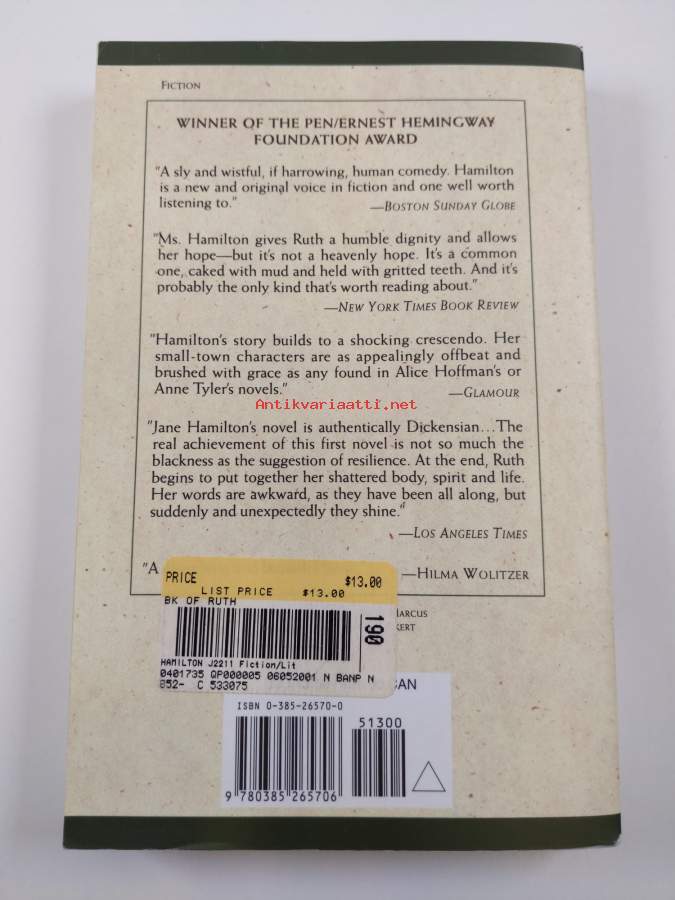 FICTION
WINNER OF THE PEN/ERNEST HEMINGWAY
FOUNDATION AWARD
"A sly and wistful, if harrowing, human comedy. Hamilton
is a new and original voice in fiction and one well worth
listening to."
—BOSTON SUNDAY GLOBE
"Ms. Hamilton gives Ruth a humble dignity and allows
her hope—but it's not a heavenly hope. It's a common
one, caked with mud and held with gritted teeth. And it's
probably the only kind that's worth reading about."
—NEW YORK TIMES BOOK REVIEW
"Hamilton's story builds to a shocking crescendo. Her
small-town characters are as appealingly offbeat and
brushed with grace as any found in Alice Hoffman's or
Anne Tyler's novels."
—GLAMOUR
Antikvariaatti.net
"Jane Hamilton's novel is authentically Dickensian...The
real achievement of this first novel is not so much the
blackness as the suggestion of resilience. At the end, Ruth
begins to put together her shattered body, spirit and life.
Her words are awkward, as they have been all along, but
suddenly and unexpectedly they shine."
—LOS ANGELES TIMES
"A
—HILMA WOLITZER
PRICE $13.00
LIST PRICE $13.00
BK OF RUTH
190
HAMILTON J2211 Fiction/Lit
0401735 QP000005 06052001 N BANP N
852- C 533075
MARCUS
KERT
AN
ISBN 0-385-26570-0
51300
9 780385 265706